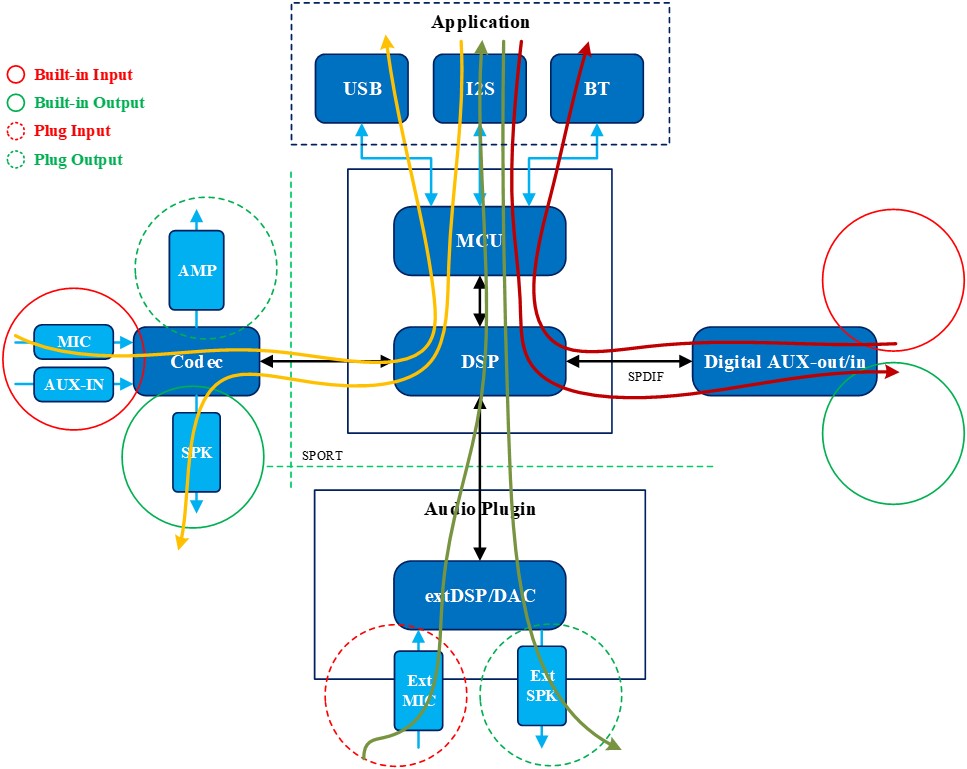 Application
USB
I2S
BT
Built-in Input
Built-in Output
Plug Input
Plug Output
AMP
MCU
MIC
AUX-IN
Codec
DSP
SPDIF
Digital AUX-out/in
SPK
SPORT
Audio Plugin
extDSP/DAC
Ext
MIC
Ext
SPK